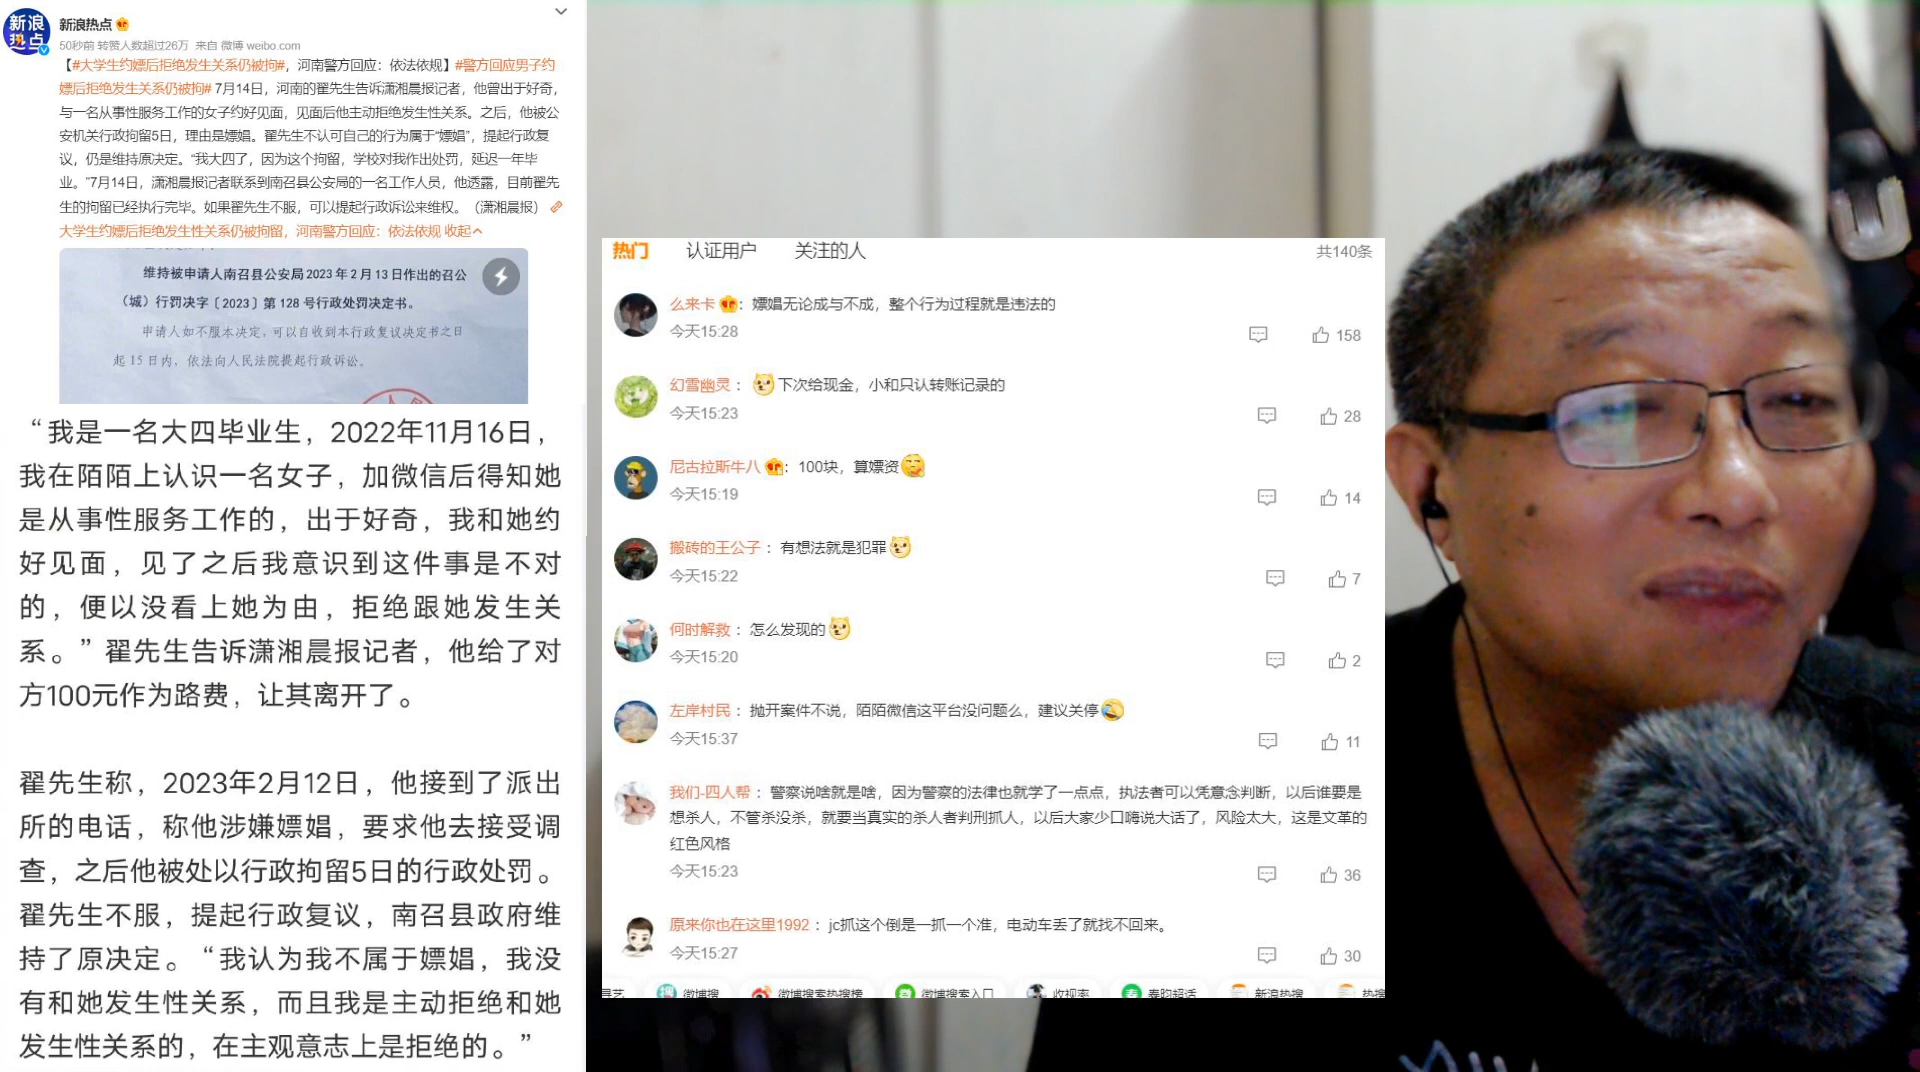 新浪
热点
新浪热点
50秒前 转赞人数超过26万 来自 微博 weibo.com
【#大学生约嫖后拒绝发生关系仍被拘#，河南警方回应：依法依规】#警方回应男子约
嫖后拒绝发生关系仍被拘# 7月14日，河南的翟先生告诉潇湘晨报记者，他曾出于好奇，
与一名从事性服务工作的女子约好见面，见面后他主动拒绝发生性关系。之后，他被公
安机关行政拘留5日，理由是嫖娼。翟先生不认可自己的行为属于“嫖娼”，提起行政复
议，仍是维持原决定。“我大四了，因为这个拘留，学校对我作出处罚，延迟一年毕
业。”7月14日，潇湘晨报记者联系到南召县公安局的一名工作人员，他透露，目前翟先
生的拘留已经执行完毕。如果翟先生不服，可以提起行政诉讼来维权。（潇湘晨报）
大学生约嫖后拒绝发生性关系仍被拘留，河南警方回应：依法依规 收起
维持被申请人南召县公安局2023年2月13日作出的召公
（城）行罚决字〔2023〕第128号行政处罚决定书。
申请人如不服本决定，可以自收到本行政复议决定书之日
起15日内，依法向人民法院提起行政诉讼。
“我是一名大四毕业生，2022年11月16日，
我在陌陌上认识一名女子，加微信后得知她
是从事性服务工作的，出于好奇，我和她约
好见面，见了之后我意识到这件事是不对
的，便以没看上她为由，拒绝跟她发生关
系。”翟先生告诉潇湘晨报记者，他给了对
方100元作为路费，让其离开了。
翟先生称，2023年2月12日，他接到了派出
所的电话，称他涉嫌嫖娼，要求他去接受调
查，之后他被处以行政拘留5日的行政处罚。
翟先生不服，提起行政复议，南召县政府维
持了原决定。“我认为我不属于嫖娼，我没
有和她发生性关系，而且我是主动拒绝和她
发生性关系的，在主观意志上是拒绝的。”
热门 认证用户 关注的人 共140条
么来卡：嫖娼无论成与不成，整个行为过程就是违法的
今天15:28 158
幻雪幽灵：下次给现金，小和只认转账记录的
今天15:23 28
尼古拉斯牛八：100块，算嫖资
今天15:19 14
搬砖的王公子：有想法就是犯罪
今天15:22 7
何时解救：怎么发现的
今天15:20 2
左岸村民：抛开案件不说，陌陌微信这平台没问题么，建议关停
今天15:37 11
我们-四人帮：警察说啥就是啥，因为警察的法律也就学了一点点，执法者可以凭意念判断，以后谁要是
想杀人，不管杀没杀，就要当真实的杀人者判刑抓人，以后大家少口嗨说大话了，风险太大，这是文革的
红色风格
今天15:23 36
原来你也在这里1992：jc抓这个倒是一抓一个准，电动车丢了就找不回来。
今天15:27 30
微博搜 微博搜索热搜榜 微博搜索入口 收视率 春昀超话 新浪热搜 热搜